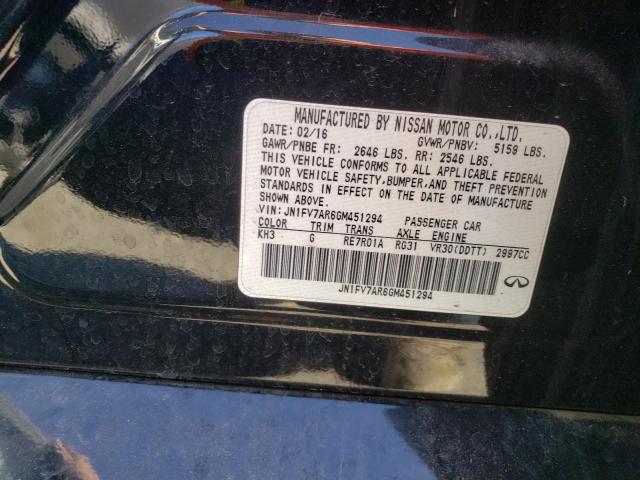 MANUFACTURED BY NISSAN MOTOR CO.,LTD.
DATE: 02/16 GVWR/PNBV: 5159 LBS.
GAWR/PNBE FR: 2646 LBS. RR: 2546 LBS.
THIS VEHICLE CONFORMS TO ALL APPLICABLE FEDERAL
MOTOR VEHICLE SAFETY,BUMPER,AND THEFT PREVENTION
STANDARDS IN EFFECT ON THE DATE OF MANUFACTURE
SHOWN ABOVE.
VIN: JN1FV7AR6GM451294 PASSENGER CAR
COLOR TRIM TRANS AXLE ENGINE
KH3 G RE7R01A RG31 VR30(DDTT) 2997CC
JN1FV7AR6GM451294